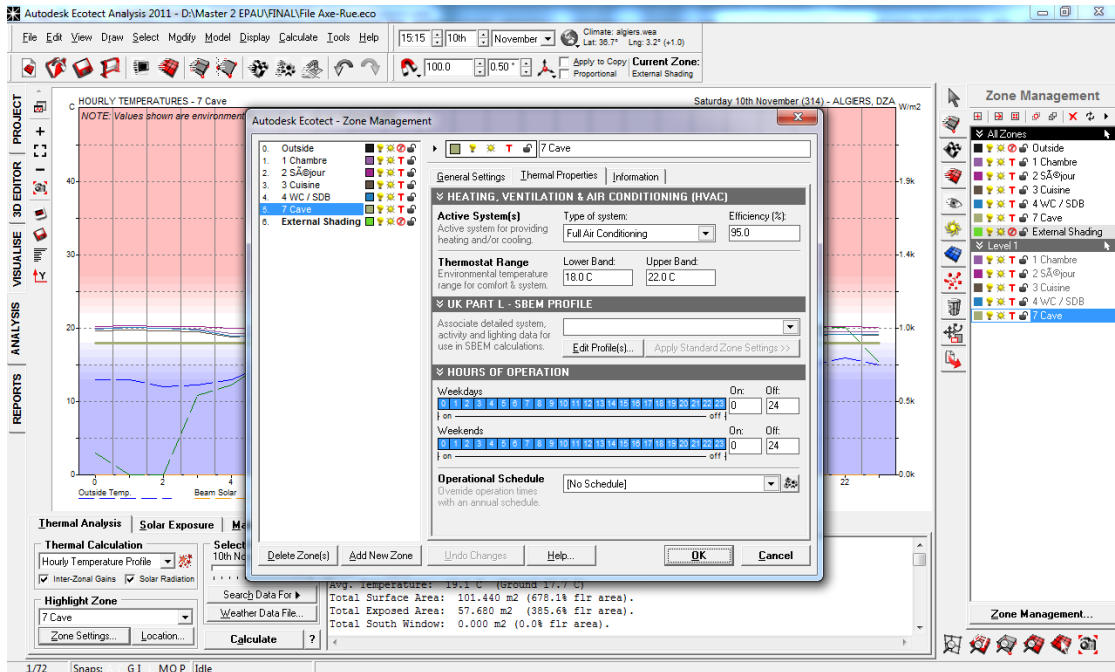 Autodesk Ecotect Analysis 2011 - D:\Master 2 EPAU\FINAL\File Axe-Rue.eco
File Edit View Draw Select Modify Model Display Calculate Tools Help
15:15 10th November Climate: algiers.wea
Lat: 36.7° Lng: 3.2° (+1.0)
100.0 0.50 ° Apply to Copy Current Zone:
Proportional External Shading
PROJECT
3D EDITOR
VISUALISE
ANALYSIS
REPORTS
C HOURLY TEMPERATURES - 7 Cave Saturday 10th November (314) - ALGIERS, DZA W/m2
NOTE: Values shown are environment
40 1.9k
30 1.4k
20 1.0k
10 0.5k
0 0.0k
0 2 4 22
Outside Temp. Beam Solar
Autodesk Ecotect - Zone Management
0. Outside
1. 1 Chambre
2. 2 SÃ©jour
3. 3 Cuisine
4. 4 WC / SDB
5. 7 Cave
6. External Shading
T 7 Cave
General Settings Thermal Properties Information
HEATING, VENTILATION & AIR CONDITIONING (HVAC)
Active System(s) Type of system: Efficiency (%):
Active system for providing
heating and/or cooling.
Full Air Conditioning 95.0
Thermostat Range Lower Band: Upper Band:
Environmental temperature
range for comfort & system.
18.0 C 22.0 C
UK PART L - SBEM PROFILE
Associate detailed system,
activity and lighting data for
use in SBEM calculations.
Edit Profile(s)... Apply Standard Zone Settings >>
HOURS OF OPERATION
Weekdays On: Off:
0 1 2 3 4 5 6 7 8 9 10 11 12 13 14 15 16 17 18 19 20 21 22 23 0 24
on off
Weekends On: Off:
0 1 2 3 4 5 6 7 8 9 10 11 12 13 14 15 16 17 18 19 20 21 22 23 0 24
on off
Operational Schedule [No Schedule]
Override operation times
with an annual schedule.
Delete Zone(s) Add New Zone Undo Changes Help... OK Cancel
Zone Management
All Zones
Outside
T 1 Chambre
T 2 SÃ©jour
T 3 Cuisine
T 4 WC / SDB
T 7 Cave
External Shading
Level 1
T 1 Chambre
T 2 SÃ©jour
T 3 Cuisine
T 4 WC / SDB
T 7 Cave
Zone Management...
Thermal Analysis Solar Exposure
Thermal Calculation
Hourly Temperature Profile
Inter-Zonal Gains Solar Radiation
Highlight Zone
7 Cave
Zone Settings... Location...
Select
10th No
Search Data For
Weather Data File...
Calculate ?
Avg. Temperature: 19.1 C (Ground 17.7 C)
Total Surface Area: 101.440 m2 (678.1% flr area).
Total Exposed Area: 57.680 m2 (385.6% flr area).
Total South Window: 0.000 m2 (0.0% flr area).
1/72 Snaps: G I M O P Idle